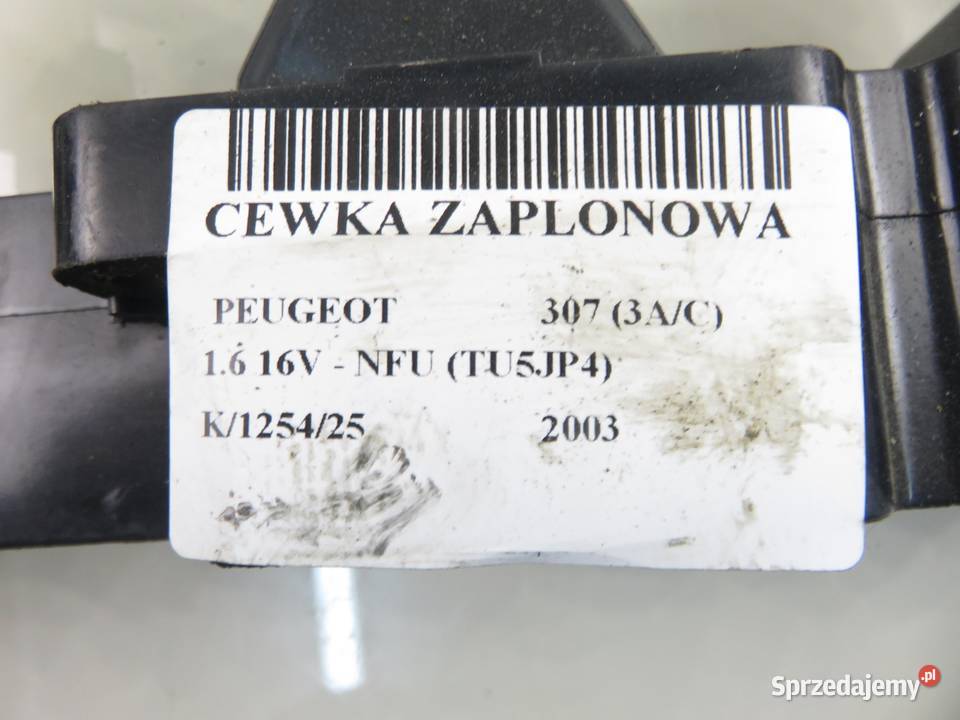 CEWKA ZAPLONOWA
PEUGEOT 307 (3A/C)
1.6 16V - NFU (TU5JP4)
K/1254/25 2003
Sprzedajemy.pl